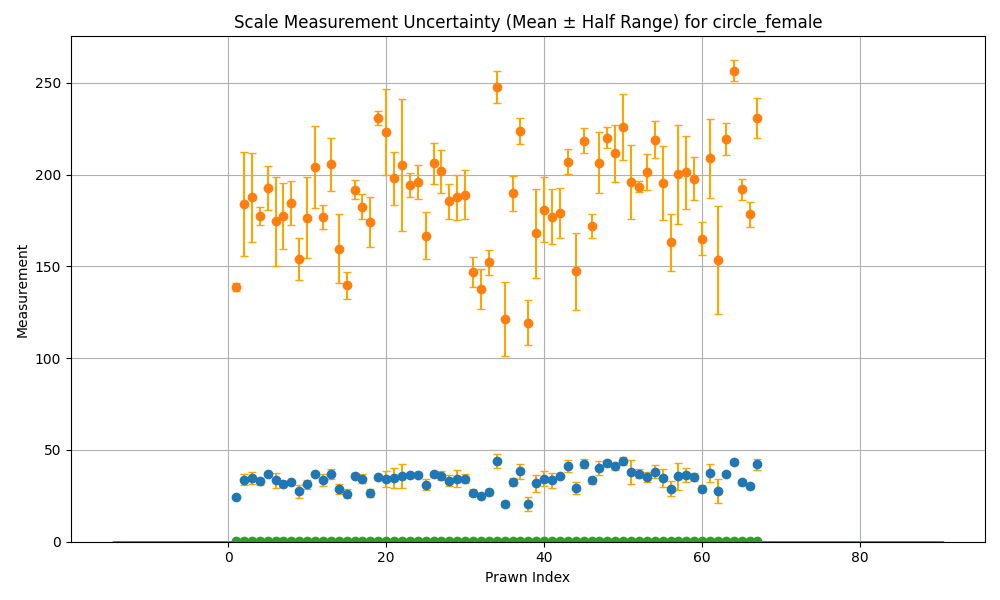 Scale Measurement Uncertainty (Mean ± Half Range) for circle_female
250
200
150
100
50
0
Measurement
0 20 40 60 80
Prawn Index